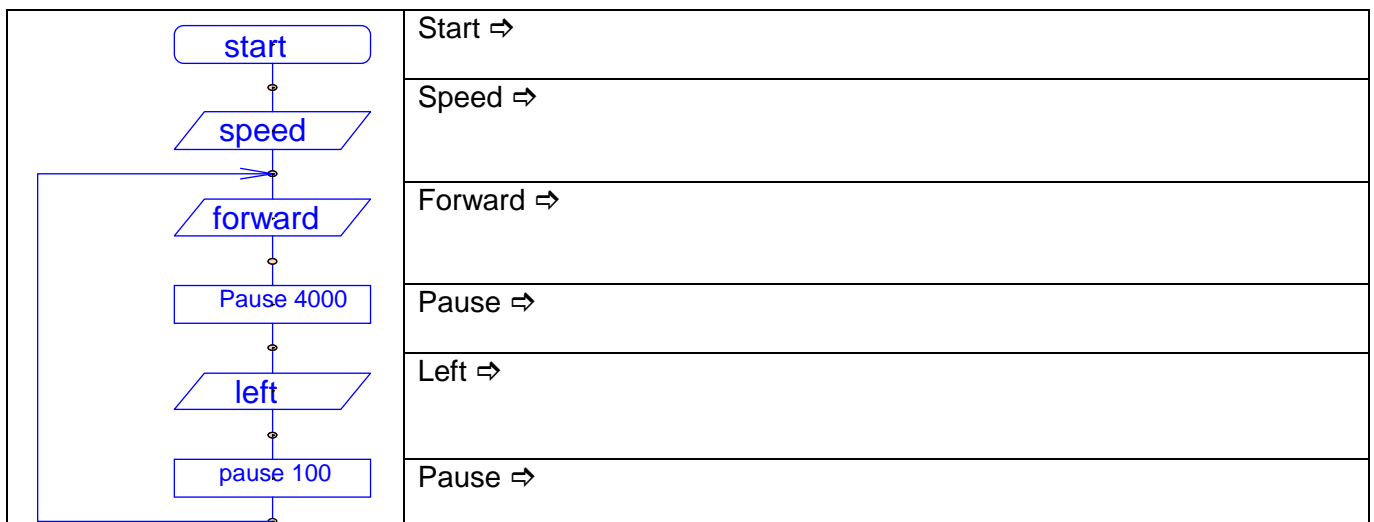 start
Start ⇨
speed
Speed ⇨
forward
Forward ⇨
Pause 4000
Pause ⇨
left
Left ⇨
pause 100
Pause ⇨